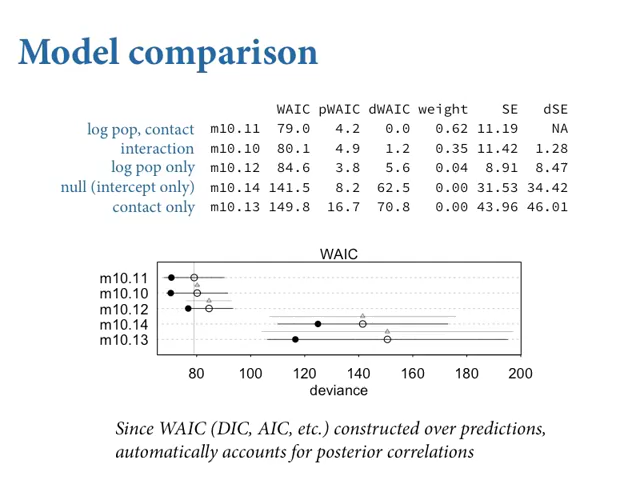 Model comparison
WAIC pWAIC dWAIC weight SE dSE
log pop, contact m10.11 79.0 4.2 0.0 0.62 11.19 NA
interaction m10.10 80.1 4.9 1.2 0.35 11.42 1.28
log pop only m10.12 84.6 3.8 5.6 0.04 8.91 8.47
null (intercept only) m10.14 141.5 8.2 62.5 0.00 31.53 34.42
contact only m10.13 149.8 16.7 70.8 0.00 43.96 46.01
WAIC
m10.11
m10.10
m10.12
m10.14
m10.13
80 100 120 140 160 180 200
deviance
Since WAIC (DIC, AIC, etc.) constructed over predictions,
automatically accounts for posterior correlations